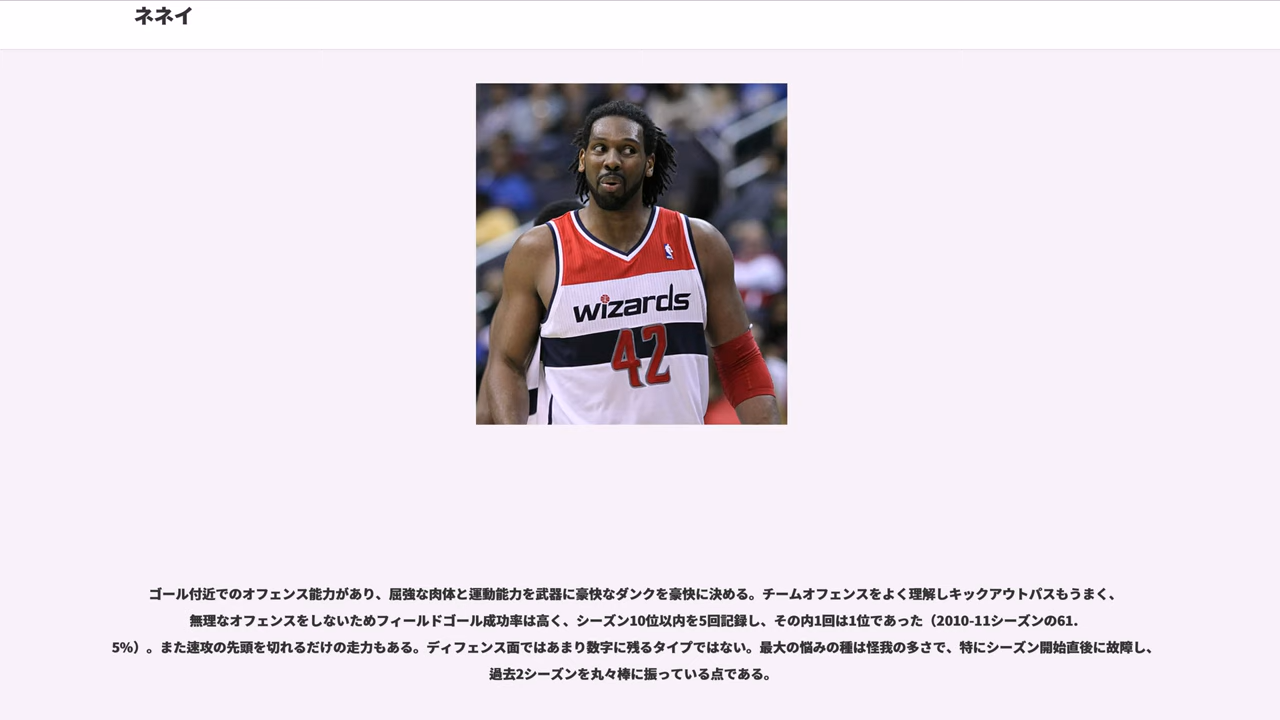 ネネイ
wizards
42
ゴール付近でのオフェンス能力があり、屈強な肉体と運動能力を武器に豪快なダンクを豪快に決める。チームオフェンスをよく理解しキックアウトパスもうまく、
無理なオフェンスをしないためフィールドゴール成功率は高く、シーズン10位以内を5回記録し、その内1回は1位であった（2010-11シーズンの61.
5%）。また速攻の先頭を切れるだけの走力もある。ディフェンス面ではあまり数字に残るタイプではない。最大の悩みの種は怪我の多さで、特にシーズン開始直後に故障し、
過去2シーズンを丸々棒に振っている点である。